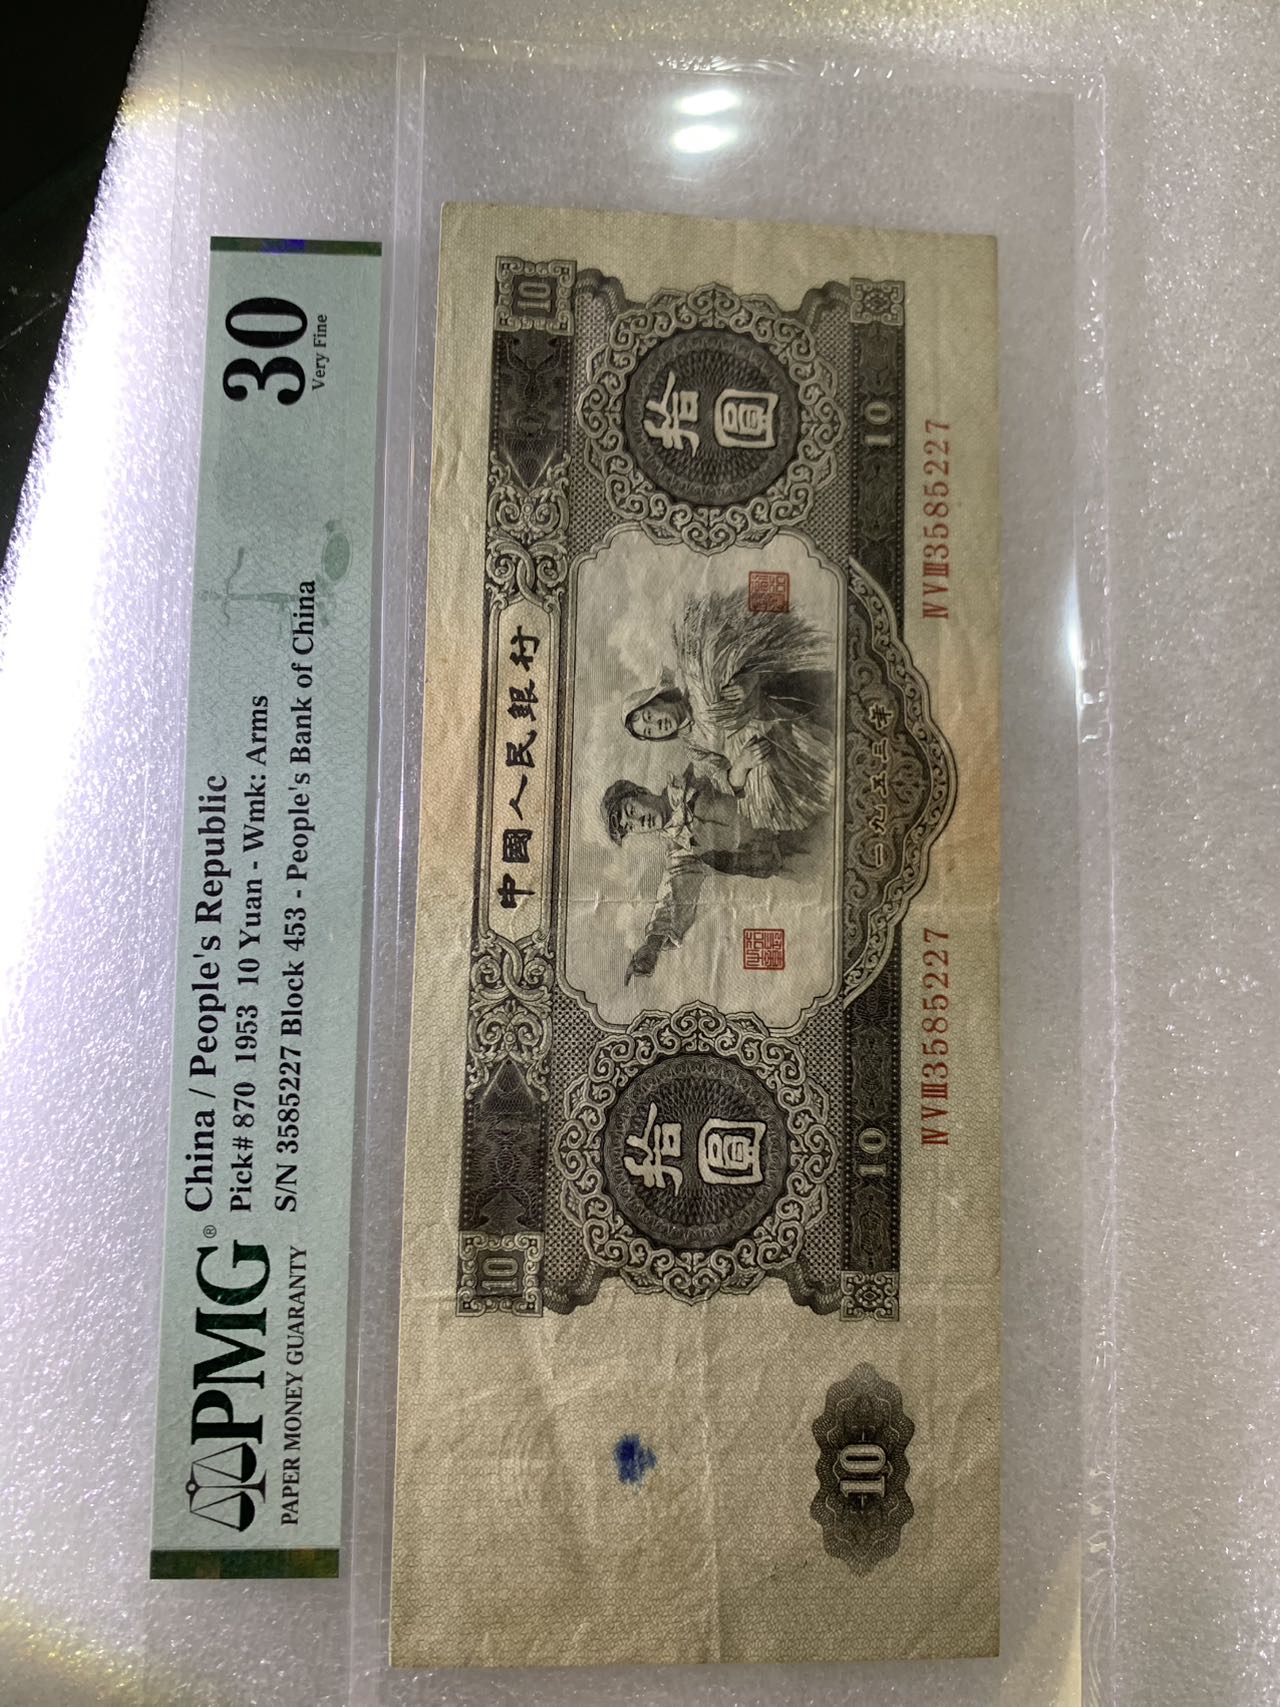 PMG®
PAPER MONEY GUARANTY
China / People's Republic
Pick# 870 1953 10 Yuan - Wmk: Arms
S/N 3585227 Block 453 - People's Bank of China
30
Very Fine
10
中國人民銀行
10
拾圓
拾圓
10
一九五三年
10
ⅣⅤⅢ3585227
ⅣⅤⅢ3585227
10